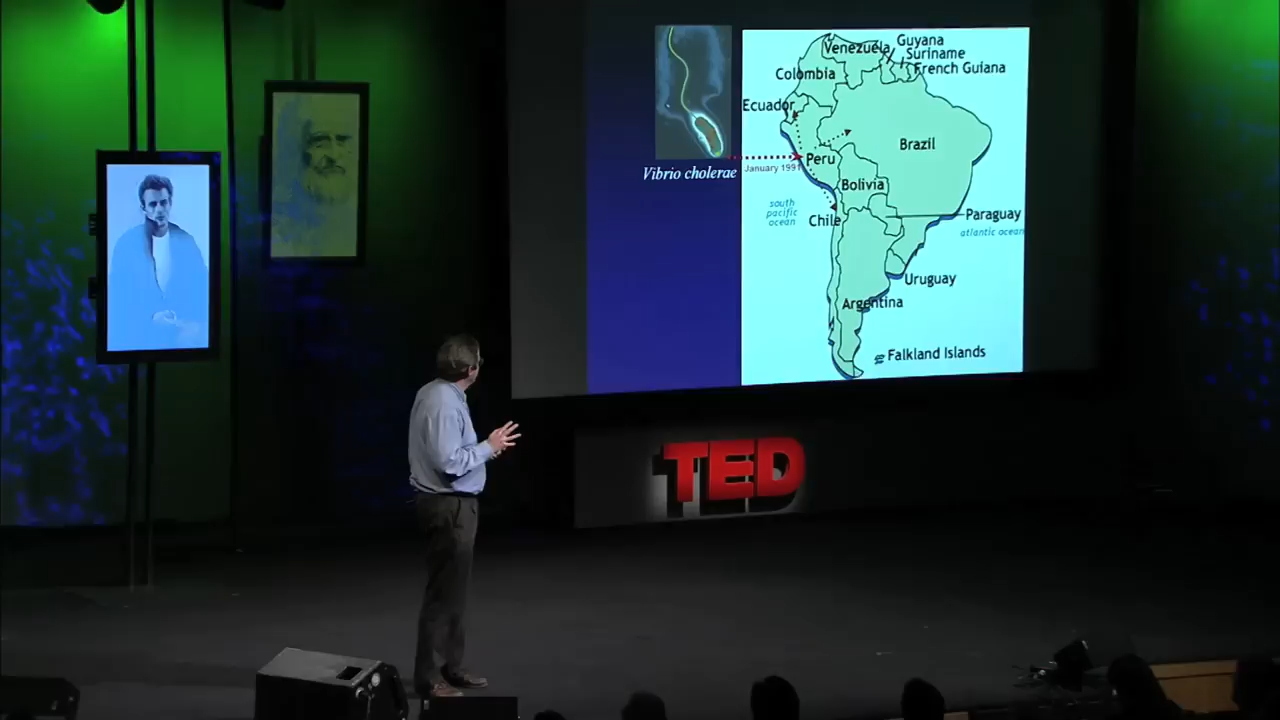 Vibrio cholerae
Venezuela
Guyana
Suriname
French Guiana
Colombia
Ecuador
Brazil
Peru
January 1991
Bolivia
south
pacific
ocean
Chile
Paraguay
atlantic ocean
Uruguay
Argentina
Falkland Islands
TED